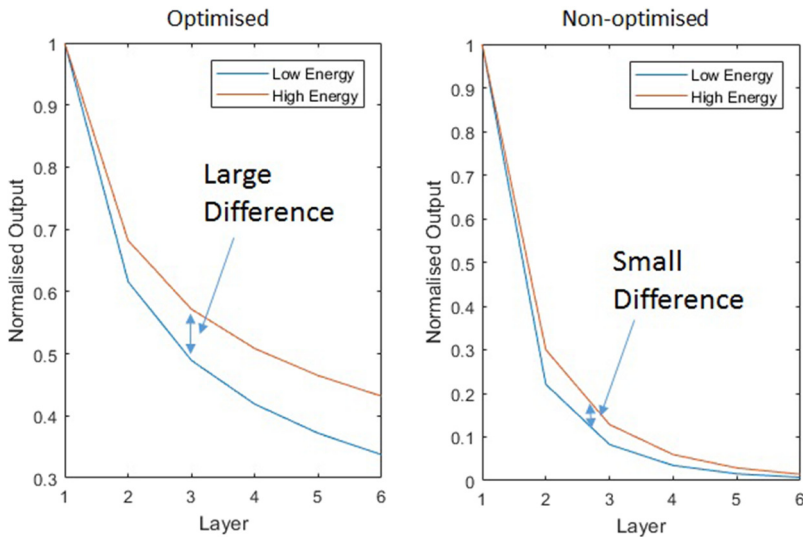 Optimised
Non-optimised
1
0.9
0.8
0.7
0.6
0.5
0.4
0.3
Normalised Output
Low Energy
High Energy
Large
Difference
1 2 3 4 5 6
Layer
1
0.9
0.8
0.7
0.6
0.5
0.4
0.3
0.2
0.1
0
Normalised Output
Low Energy
High Energy
Small
Difference
1 2 3 4 5 6
Layer